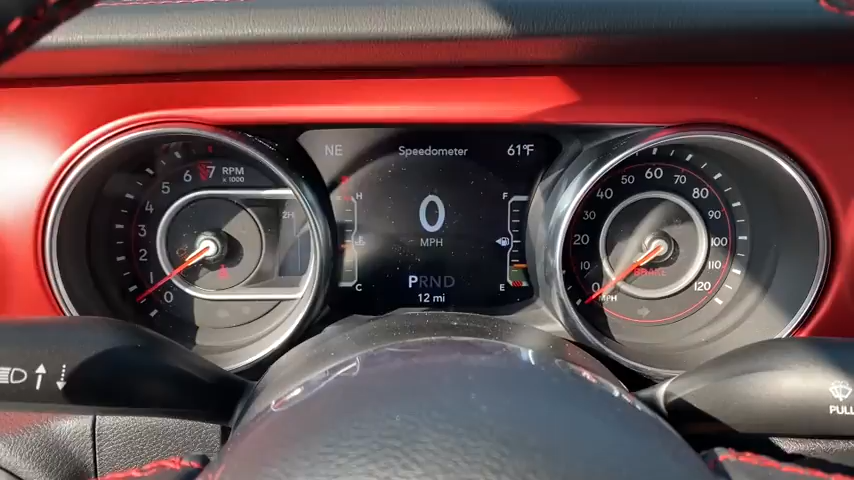 NE
Speedometer
61°F
0
MPH
PRND
12 mi
H
C
F
E
RPM
x 1000
0
1
2
3
4
5
6
7
2H
0
10
20
30
40
50
60
70
80
90
100
110
120
MPH
BRAKE
PULL